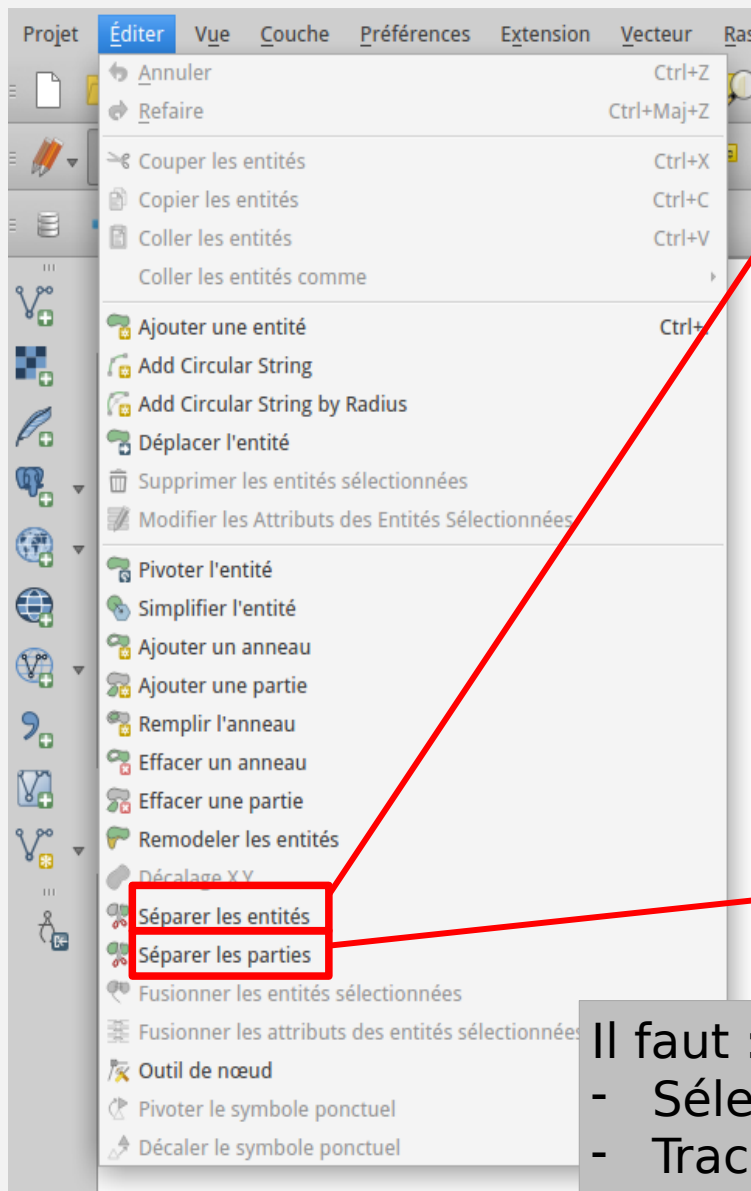 Projet Éditer Vue Couche Préférences Extension Vecteur Ras
Annuler Ctrl+Z
Refaire Ctrl+Maj+Z
Couper les entités Ctrl+X
Copier les entités Ctrl+C
Coller les entités Ctrl+V
Coller les entités comme
Ajouter une entité Ctrl+
Add Circular String
Add Circular String by Radius
Déplacer l'entité
Supprimer les entités sélectionnées
Modifier les Attributs des Entités Sélectionnées
Pivoter l'entité
Simplifier l'entité
Ajouter un anneau
Ajouter une partie
Remplir l'anneau
Effacer un anneau
Effacer une partie
Remodeler les entités
Décalage X,Y
Séparer les entités
Séparer les parties
Fusionner les entités sélectionnées
Fusionner les attributs des entités sélectionnées
Outil de nœud
Pivoter le symbole ponctuel
Décaler le symbole ponctuel
Il faut :
- Séle
- Trac